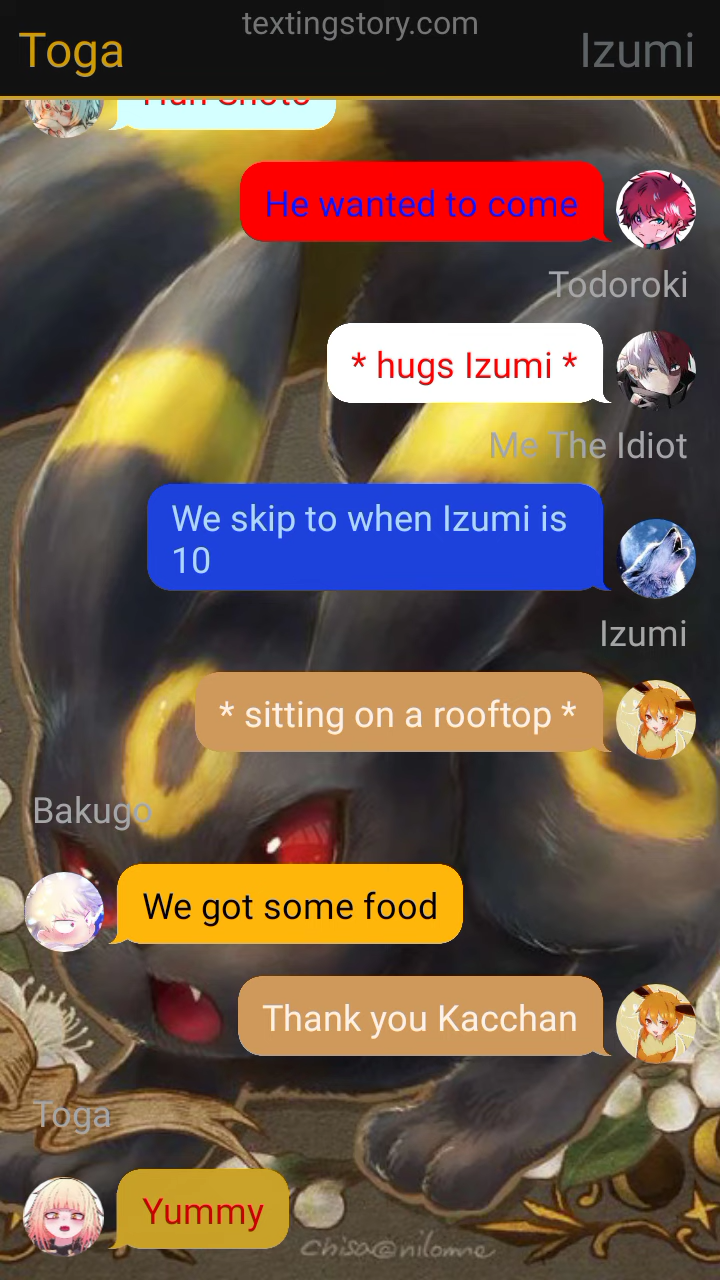 textingstory.com
Toga
Izumi
He wanted to come
Todoroki
* hugs Izumi *
Me The Idiot
We skip to when Izumi is
10
Izumi
* sitting on a rooftop *
Bakugo
We got some food
Thank you Kacchan
Toga
Yummy